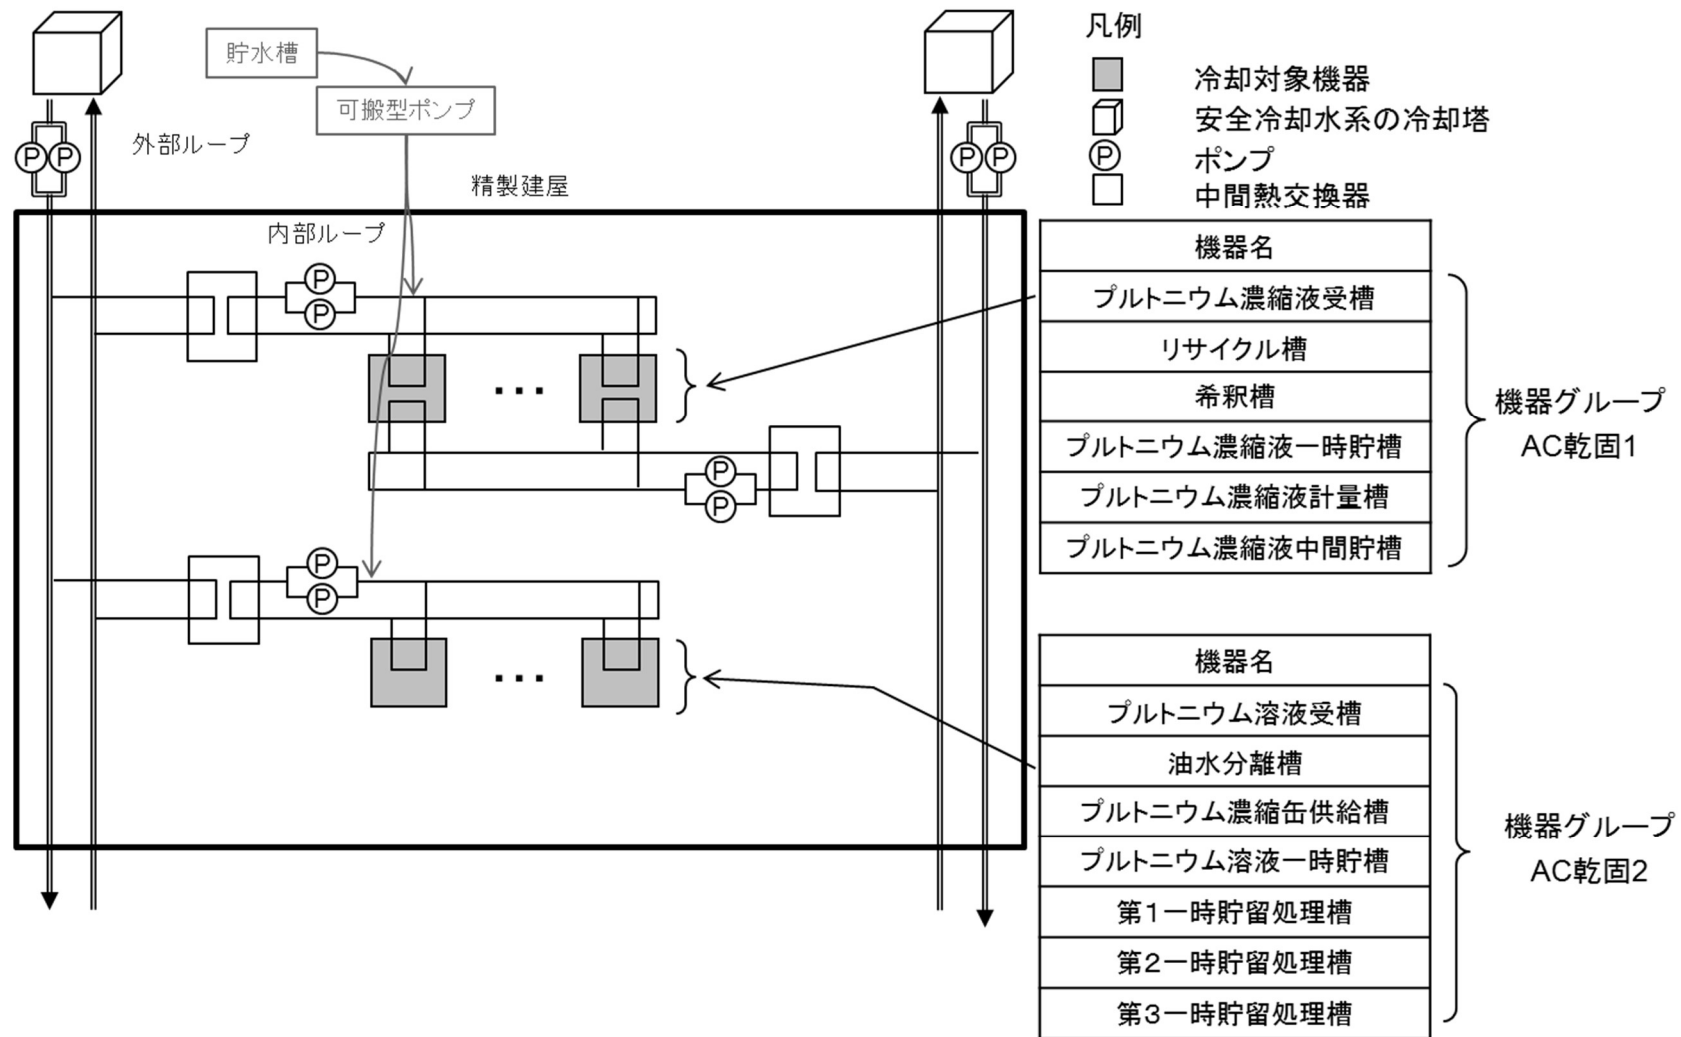 貯水槽
可搬型ポンプ
外部ループ
精製建屋
内部ループ
P
P
P
P
P
P
P
P
P
P
凡例
冷却対象機器
安全冷却水系の冷却塔
P
ポンプ
中間熱交換器
機器名
プルトニウム濃縮液受槽
リサイクル槽
希釈槽
プルトニウム濃縮液一時貯槽
プルトニウム濃縮液計量槽
プルトニウム濃縮液中間貯槽
機器グループ
AC乾固1
機器名
プルトニウム溶液受槽
油水分離槽
プルトニウム濃縮缶供給槽
プルトニウム溶液一時貯槽
第1一時貯留処理槽
第2一時貯留処理槽
第3一時貯留処理槽
機器グループ
AC乾固2